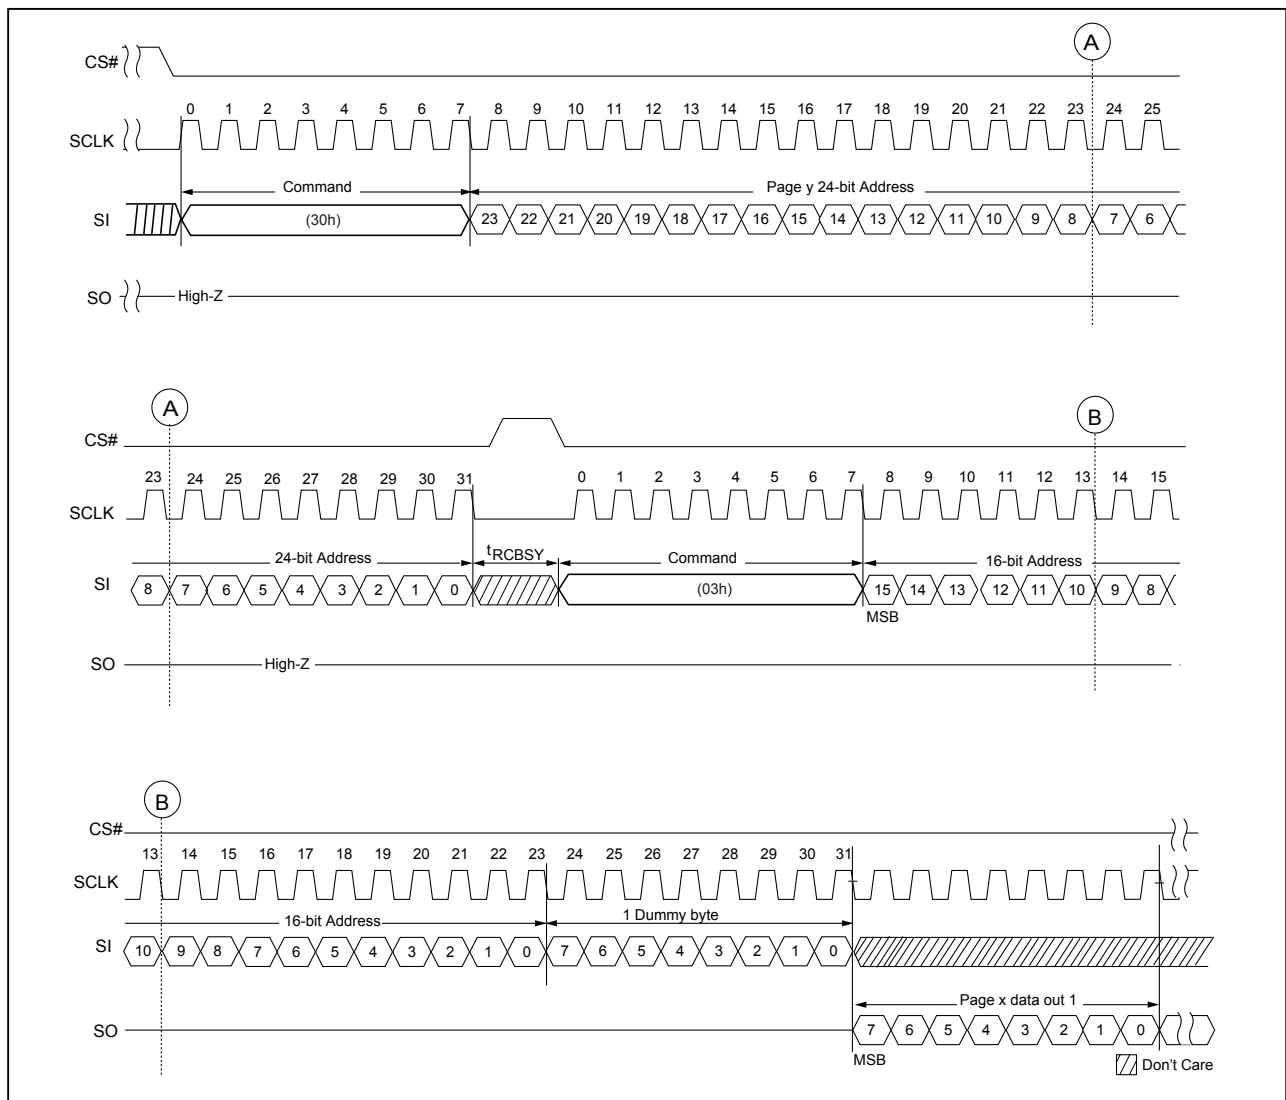 A
CS#
0 1 2 3 4 5 6 7 8 9 10 11 12 13 14 15 16 17 18 19 20 21 22 23 24 25
SCLK
Command Page y 24-bit Address
SI (30h) 23 22 21 20 19 18 17 16 15 14 13 12 11 10 9 8 7 6
SO High-Z
A B
CS#
23 24 25 26 27 28 29 30 31 0 1 2 3 4 5 6 7 8 9 10 11 12 13 14 15
SCLK
24-bit Address tRCBSY Command 16-bit Address
SI 8 7 6 5 4 3 2 1 0 (03h) 15 14 13 12 11 10 9 8
MSB
SO High-Z
B
CS#
13 14 15 16 17 18 19 20 21 22 23 24 25 26 27 28 29 30 31
SCLK
16-bit Address 1 Dummy byte
SI 10 9 8 7 6 5 4 3 2 1 0 7 6 5 4 3 2 1 0
Page x data out 1
SO 7 6 5 4 3 2 1 0
MSB Don't Care